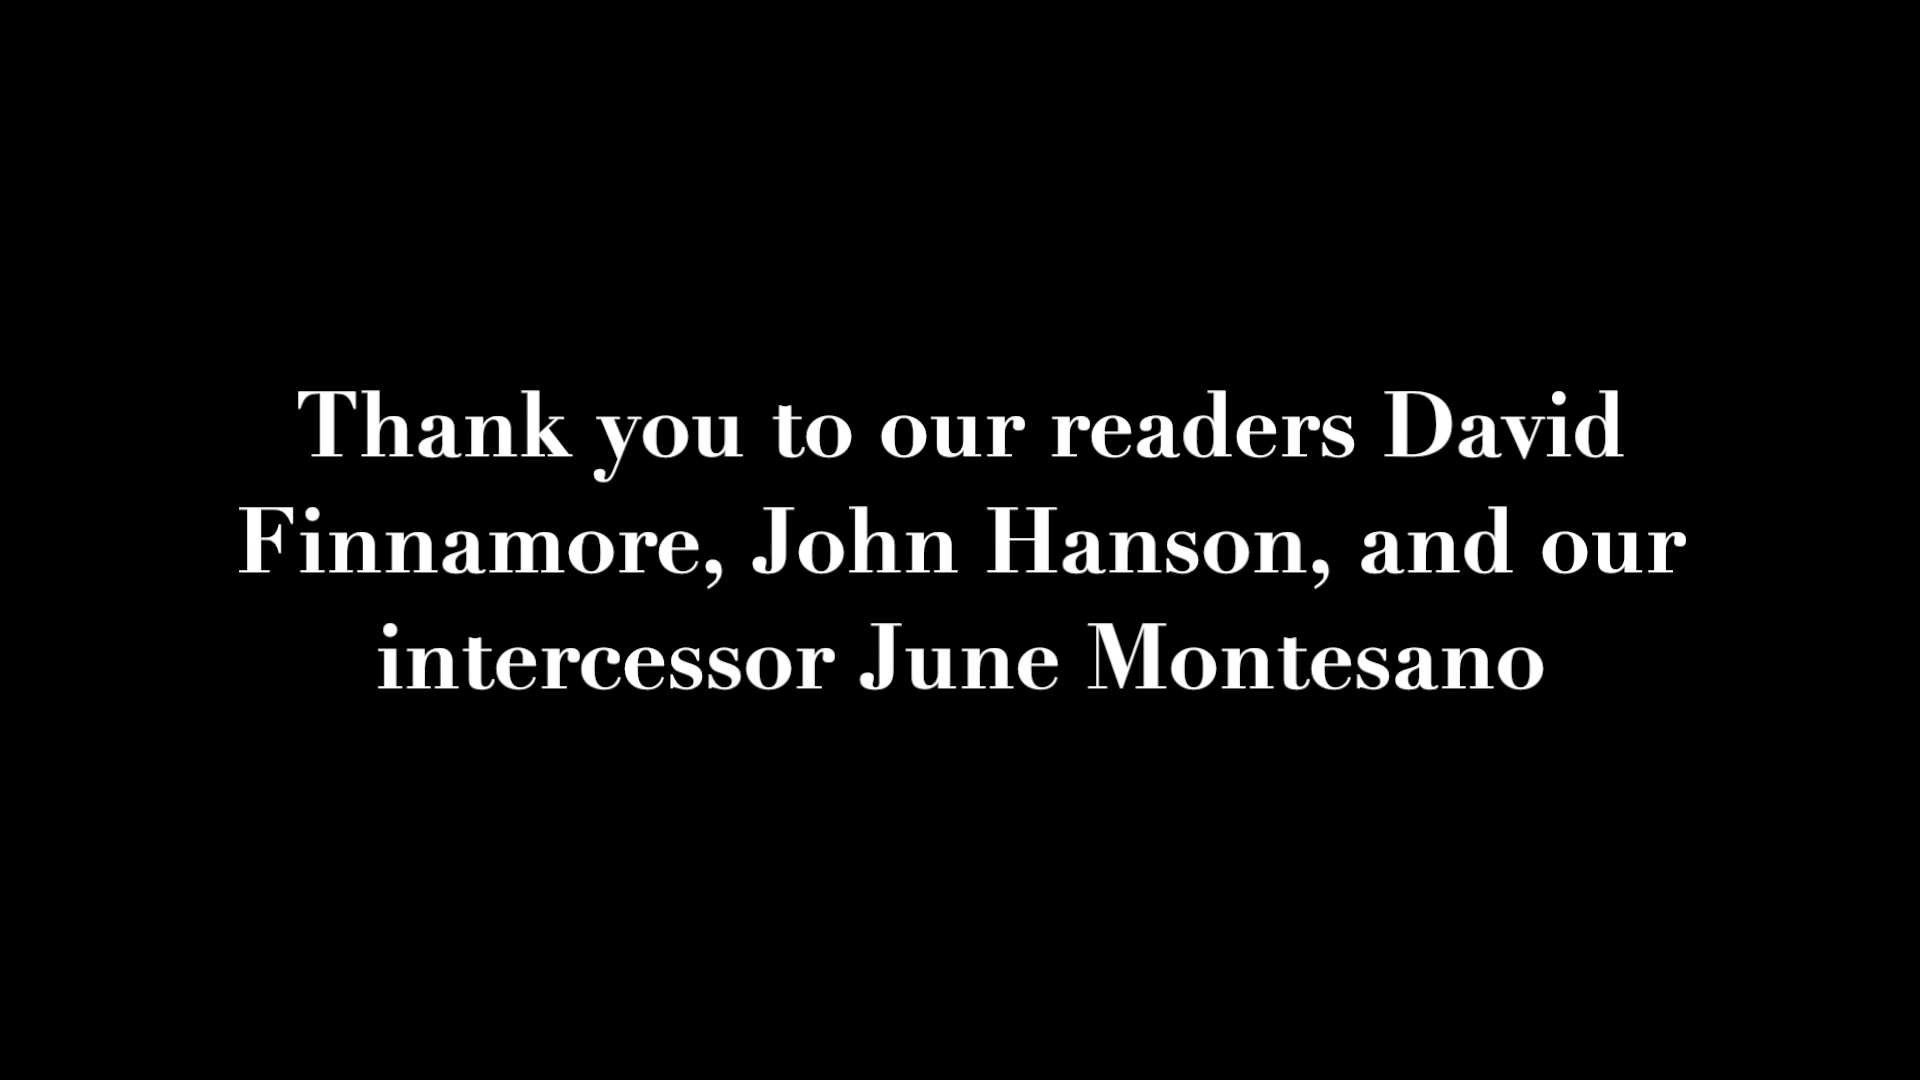 Thank you to our readers David
Finnamore, John Hanson, and our
intercessor June Montesano